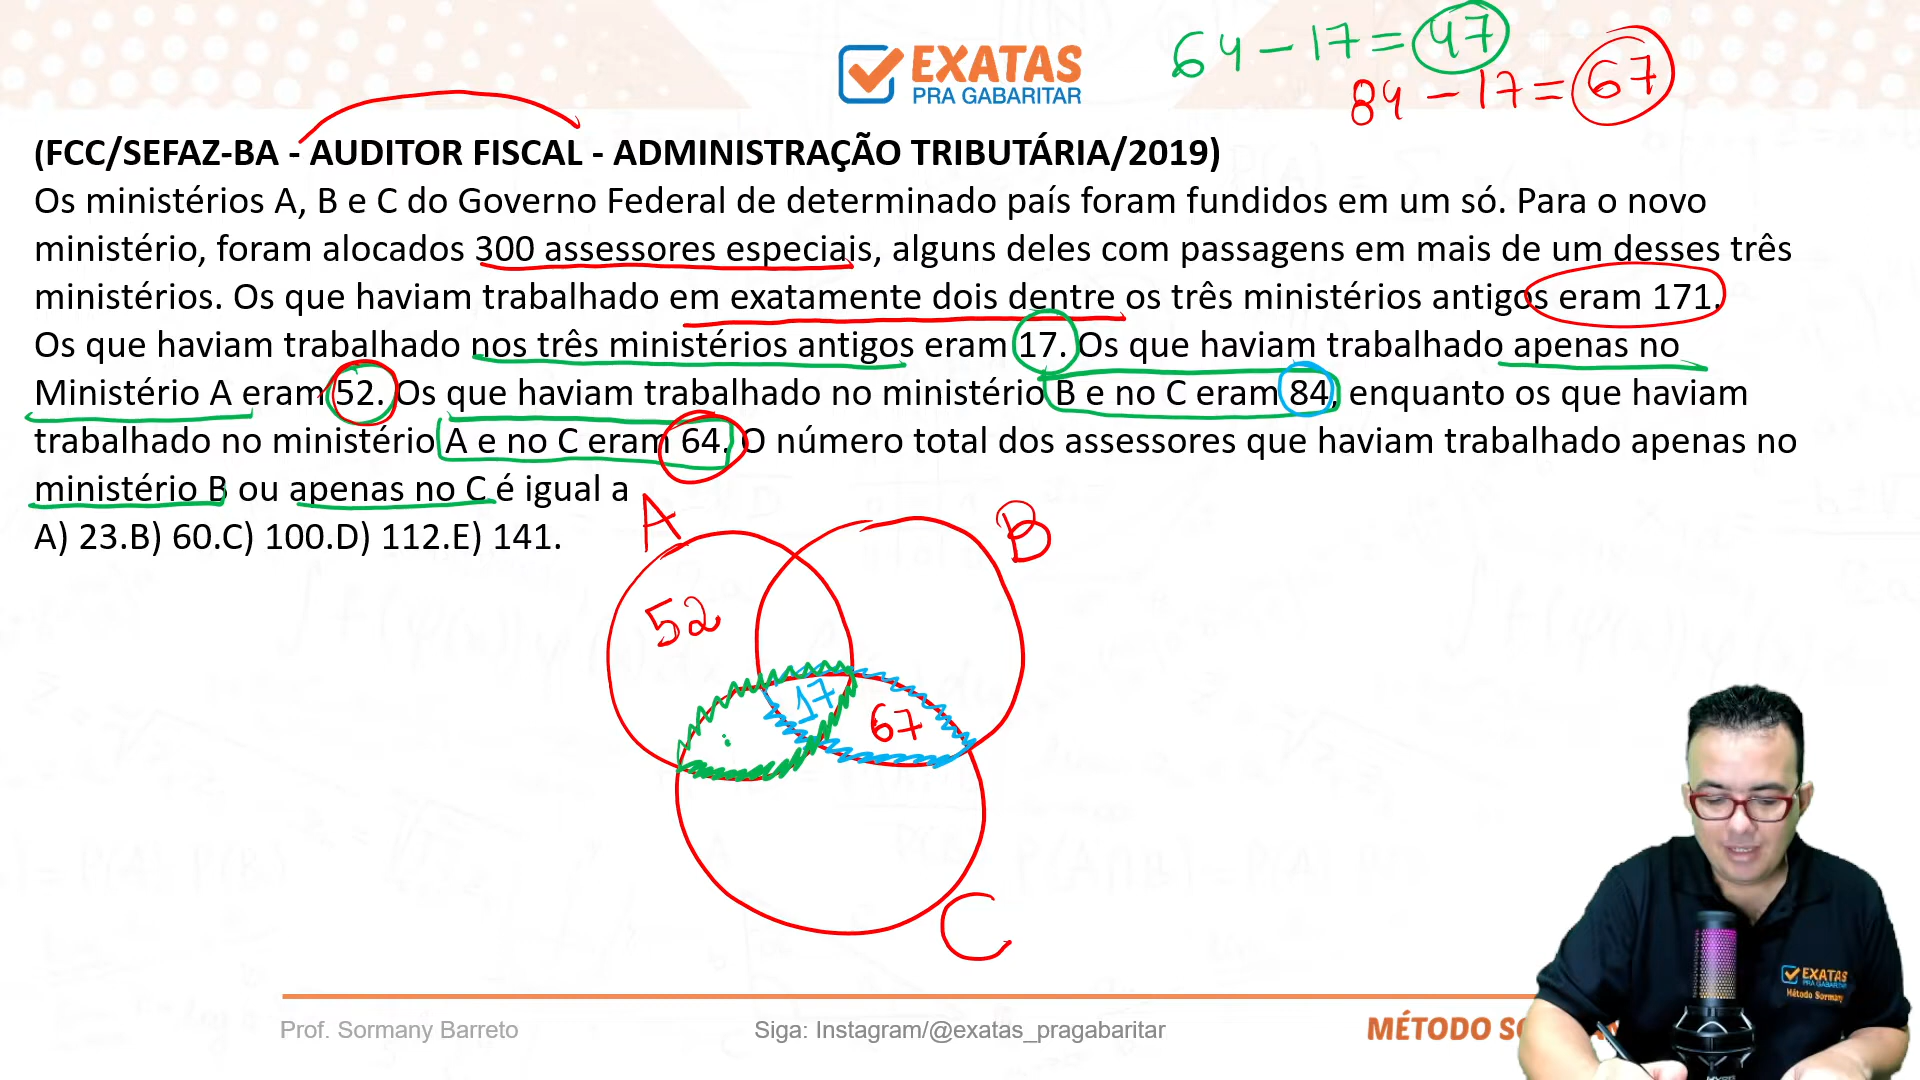 64 - 17 = 47
84 - 17 = 67
EXATAS
PRA GABARITAR
(FCC/SEFAZ-BA - AUDITOR FISCAL - ADMINISTRAÇÃO TRIBUTÁRIA/2019)
Os ministérios A, B e C do Governo Federal de determinado país foram fundidos em um só. Para o novo
ministério, foram alocados 300 assessores especiais, alguns deles com passagens em mais de um desses três
ministérios. Os que haviam trabalhado em exatamente dois dentre os três ministérios antigos eram 171.
Os que haviam trabalhado nos três ministérios antigos eram 17. Os que haviam trabalhado apenas no
Ministério A eram 52. Os que haviam trabalhado no ministério B e no C eram 84, enquanto os que haviam
trabalhado no ministério A e no C eram 64. O número total dos assessores que haviam trabalhado apenas no
ministério B ou apenas no C é igual a
A) 23.B) 60.C) 100.D) 112.E) 141.
A
B
52
17
67
C
EXATAS
PRA GABARITAR
Método Sormany
Prof. Sormany Barreto
Siga: Instagram/@exatas_pragabaritar
MÉTODO